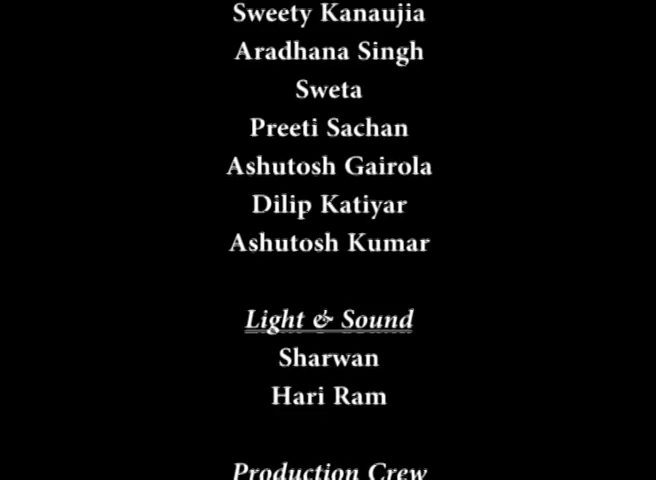 Sweety Kanaujia
Aradhana Singh
Sweta
Preeti Sachan
Ashutosh Gairola
Dilip Katiyar
Ashutosh Kumar
Light & Sound
Sharwan
Hari Ram
Production Crew